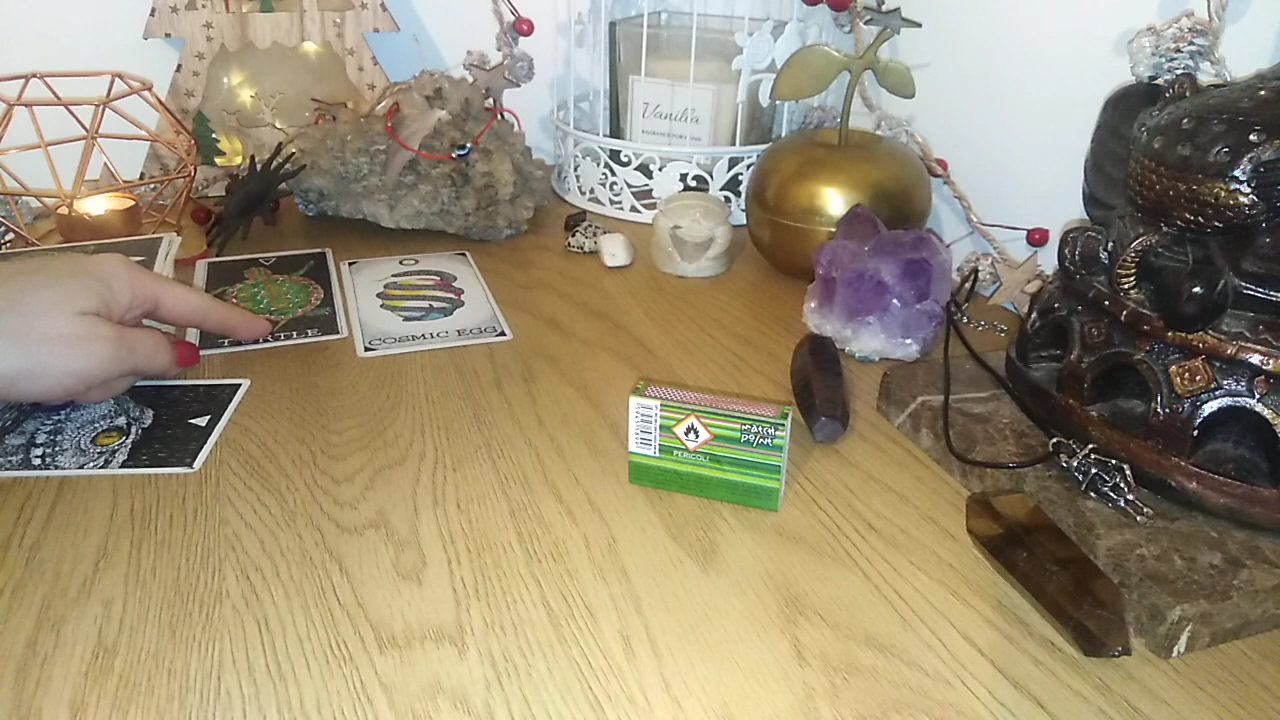 Vanilla
TURTLE
COSMIC EGG
match
point
PERICOLI